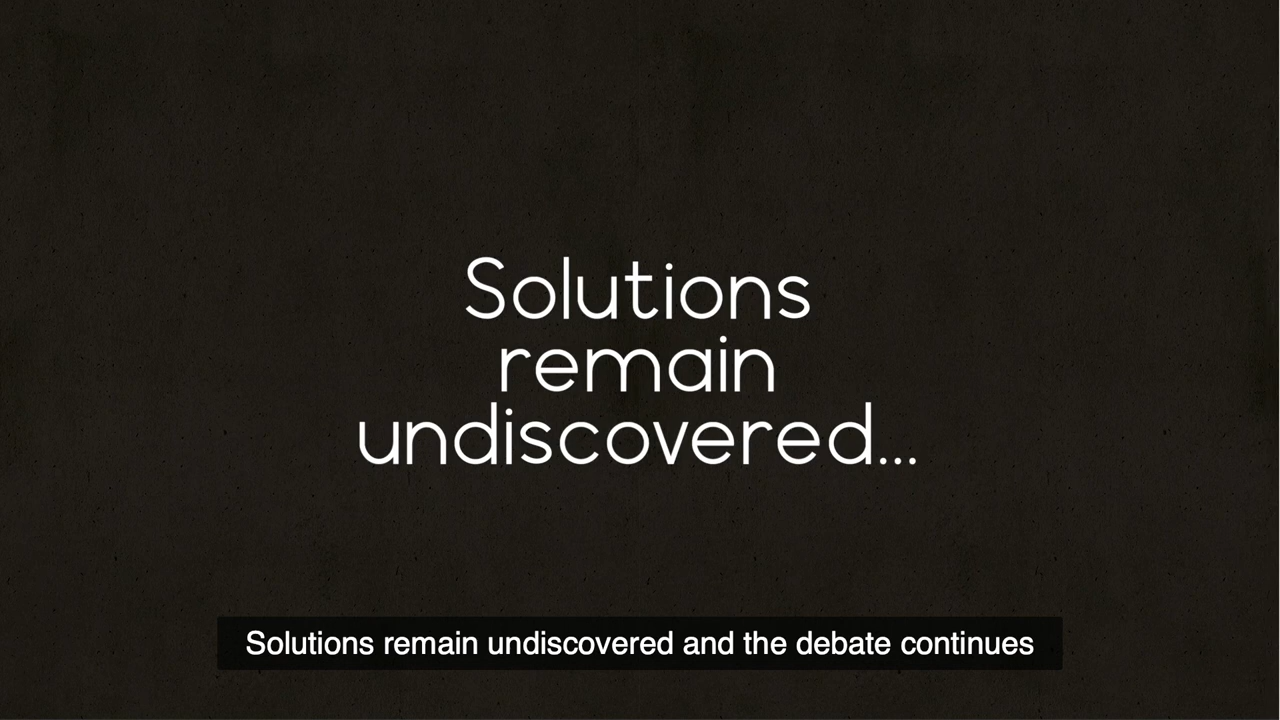 Solutions
remain
undiscovered...
Solutions remain undiscovered and the debate continues